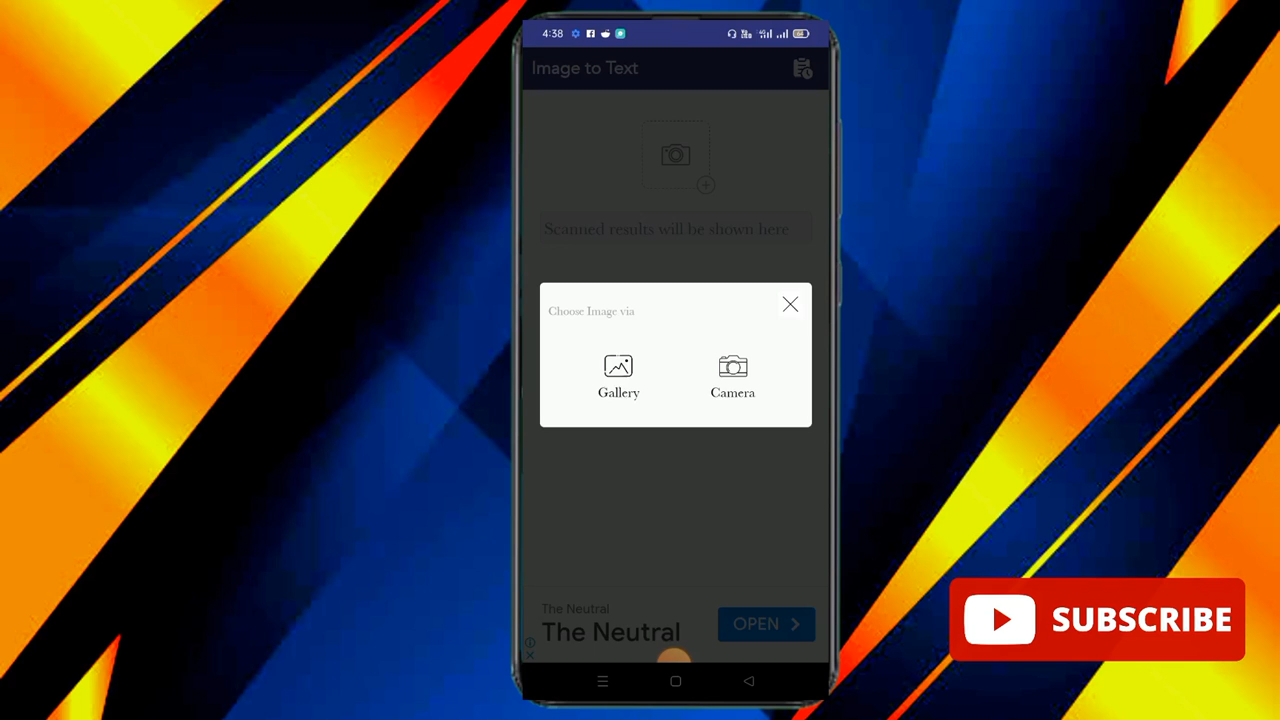 4:38
Image to Text
Scanned results will be shown here
Choose Image via
Gallery
Camera
The Neutral
The Neutral
OPEN
SUBSCRIBE